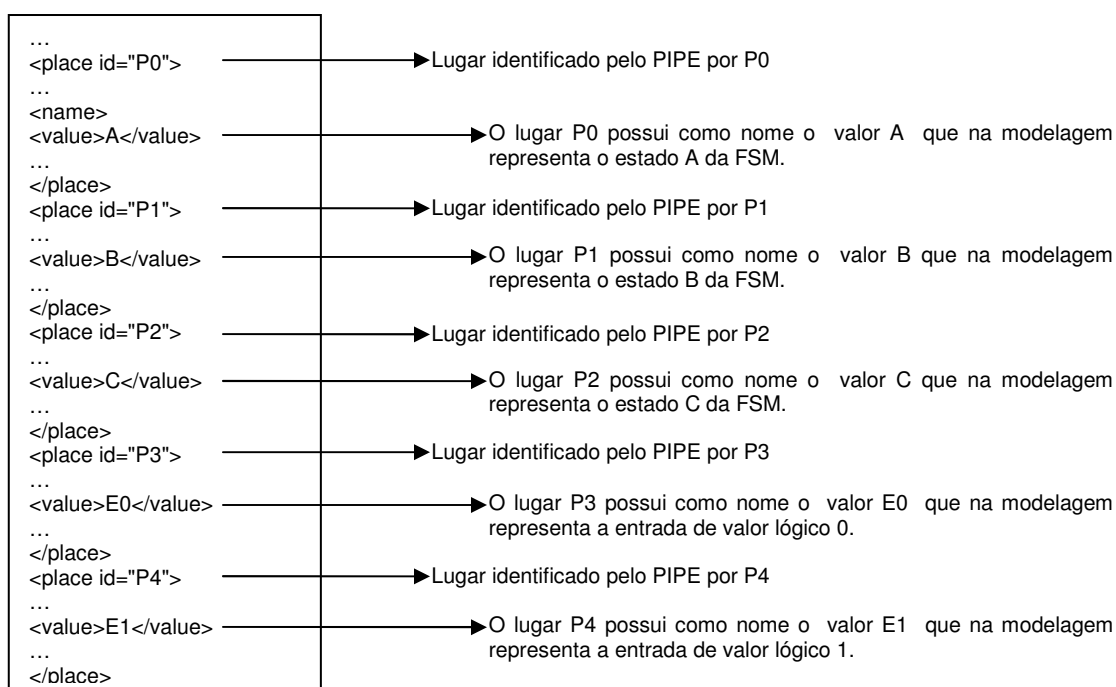 …
<place id="P0">
Lugar identificado pelo PIPE por P0
…
<name>
<value>A</value>
O lugar P0 possui como nome o valor A que na modelagem
representa o estado A da FSM.
…
</place>
<place id="P1">
Lugar identificado pelo PIPE por P1
…
<value>B</value>
O lugar P1 possui como nome o valor B que na modelagem
representa o estado B da FSM.
…
</place>
<place id="P2">
Lugar identificado pelo PIPE por P2
…
<value>C</value>
O lugar P2 possui como nome o valor C que na modelagem
representa o estado C da FSM.
…
</place>
<place id="P3">
Lugar identificado pelo PIPE por P3
…
<value>E0</value>
O lugar P3 possui como nome o valor E0 que na modelagem
representa a entrada de valor lógico 0.
…
</place>
<place id="P4">
Lugar identificado pelo PIPE por P4
…
<value>E1</value>
O lugar P4 possui como nome o valor E1 que na modelagem
representa a entrada de valor lógico 1.
…
</place>